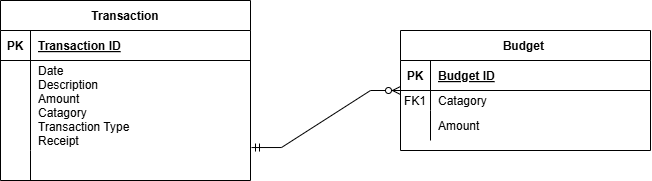 Transaction
PK Transaction ID
Date
Description
Amount
Catagory
Transaction Type
Receipt
Budget
PK Budget ID
FK1 Catagory
Amount